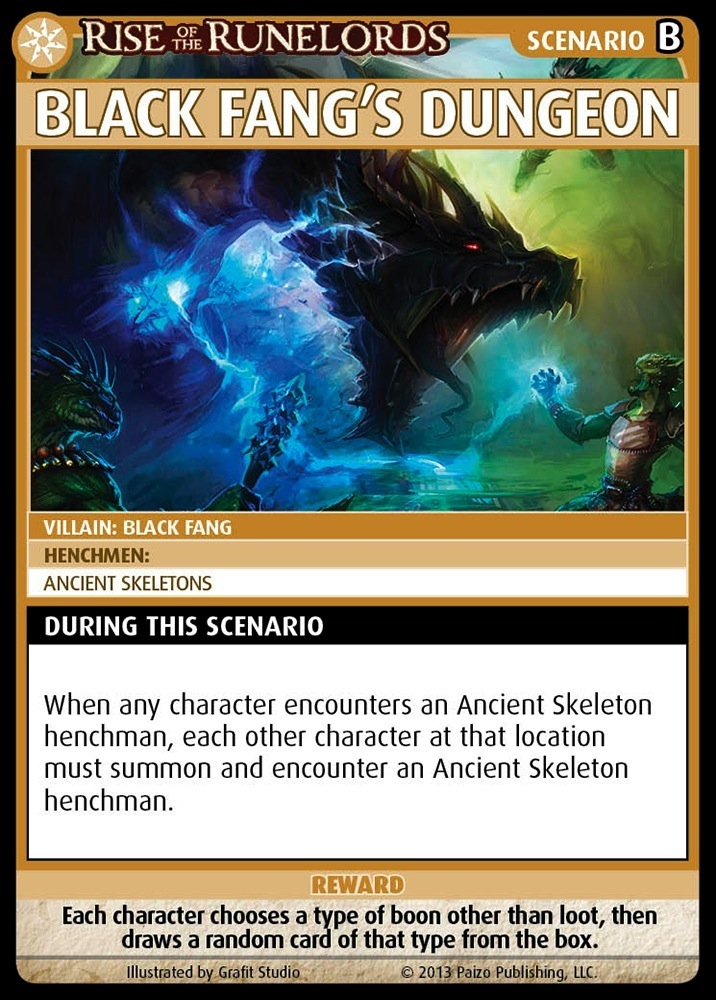 RISE OF THE RUNELORDS
SCENARIO B
BLACK FANG'S DUNGEON
VILLAIN: BLACK FANG
HENCHMEN:
ANCIENT SKELETONS
DURING THIS SCENARIO
When any character encounters an Ancient Skeleton
henchman, each other character at that location
must summon and encounter an Ancient Skeleton
henchman.
REWARD
Each character chooses a type of boon other than loot, then
draws a random card of that type from the box.
Illustrated by Grafit Studio © 2013 Paizo Publishing, LLC.